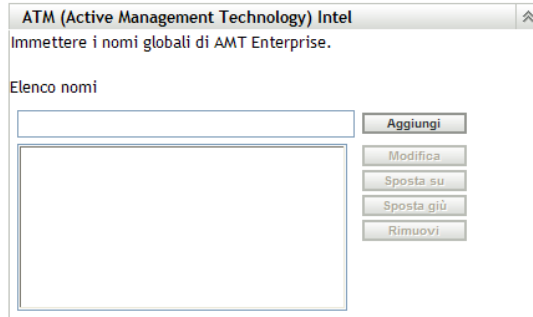 ATM (Active Management Technology) Intel
Immettere i nomi globali di AMT Enterprise.
Elenco nomi
Aggiungi
Modifica
Sposta su
Sposta giù
Rimuovi